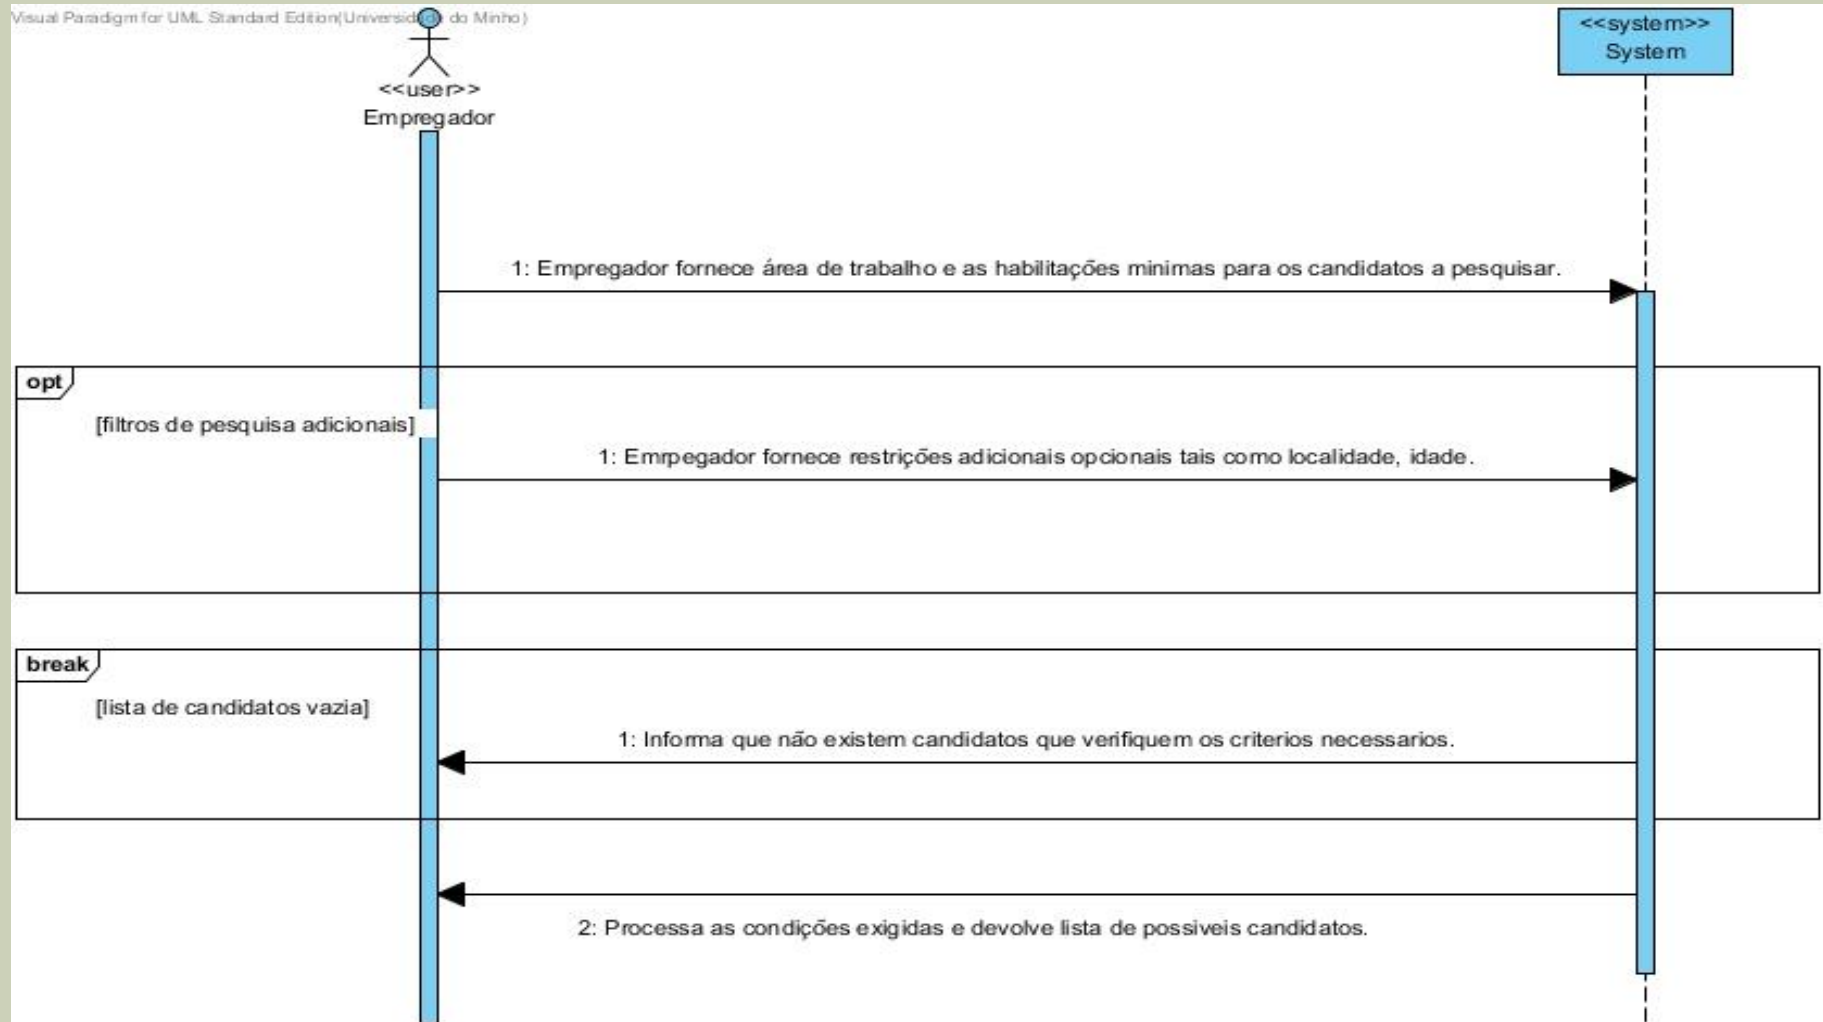 Visual Paradigm for UML Standard Edition(Universidade do Minho)
<<user>>
Empregador
<<system>>
System
1: Empregador fornece área de trabalho e as habilitações minimas para os candidatos a pesquisar.
opt
[filtros de pesquisa adicionais]
1: Emrpegador fornece restrições adicionais opcionais tais como localidade, idade.
break
[lista de candidatos vazia]
1: Informa que não existem candidatos que verifiquem os criterios necessarios.
2: Processa as condições exigidas e devolve lista de possiveis candidatos.